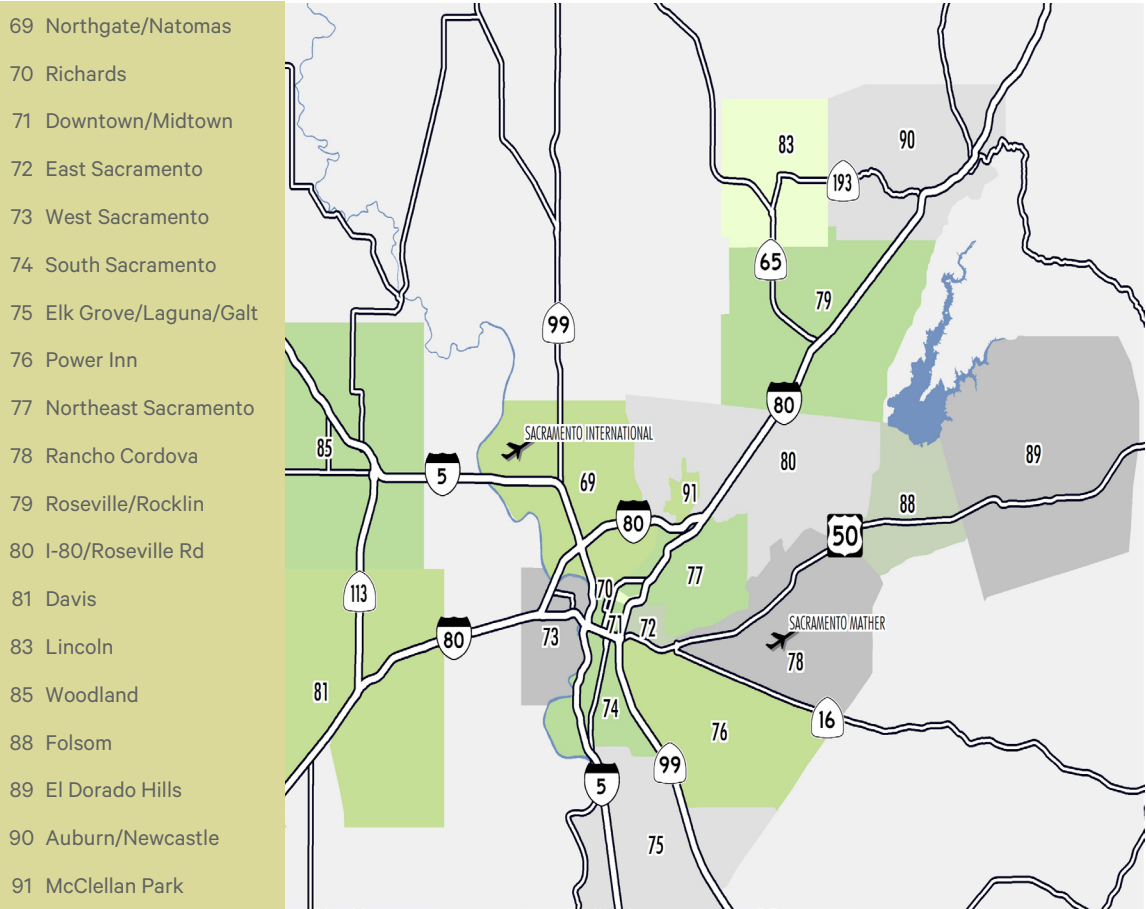 69 Northgate/Natomas
70 Richards
71 Downtown/Midtown
72 East Sacramento
73 West Sacramento
74 South Sacramento
75 Elk Grove/Laguna/Galt
76 Power Inn
77 Northeast Sacramento
78 Rancho Cordova
79 Roseville/Rocklin
80 I-80/Roseville Rd
81 Davis
83 Lincoln
85 Woodland
88 Folsom
89 El Dorado Hills
90 Auburn/Newcastle
91 McClellan Park
83
90
193
65
79
99
80
SACRAMENTO INTERNATIONAL
85
5
69
91
80
89
88
80
50
77
113
70
71
72
73
80
SACRAMENTO MATHER
78
81
74
76
16
99
5
75